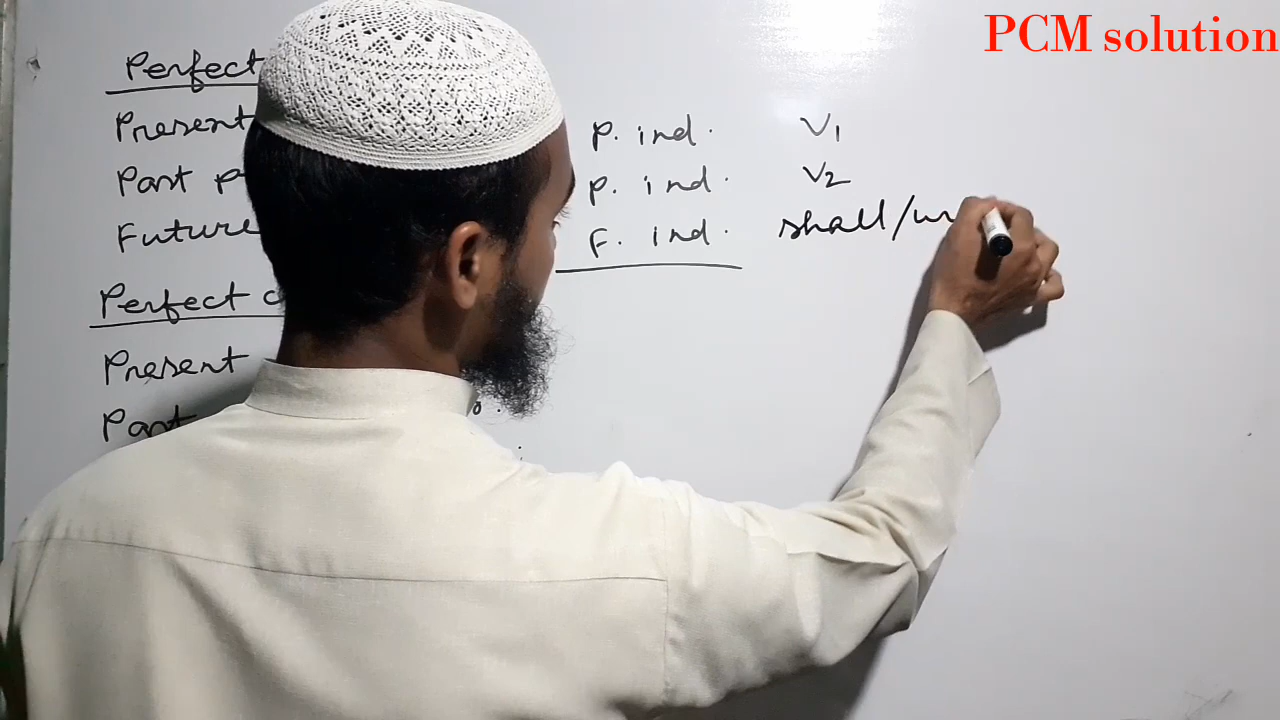 PCM solution
Perfect
Present P. ind. V1
Past P. ind. V2
Future F. ind. shall/
Perfect
Present
Past